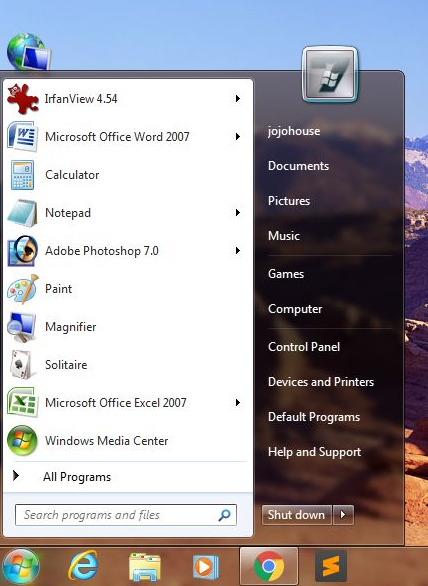 IrfanView 4.54
Microsoft Office Word 2007
Calculator
Notepad
Adobe Photoshop 7.0
Paint
Magnifier
Solitaire
Microsoft Office Excel 2007
Windows Media Center
All Programs
Search programs and files
jojohouse
Documents
Pictures
Music
Games
Computer
Control Panel
Devices and Printers
Default Programs
Help and Support
Shut down